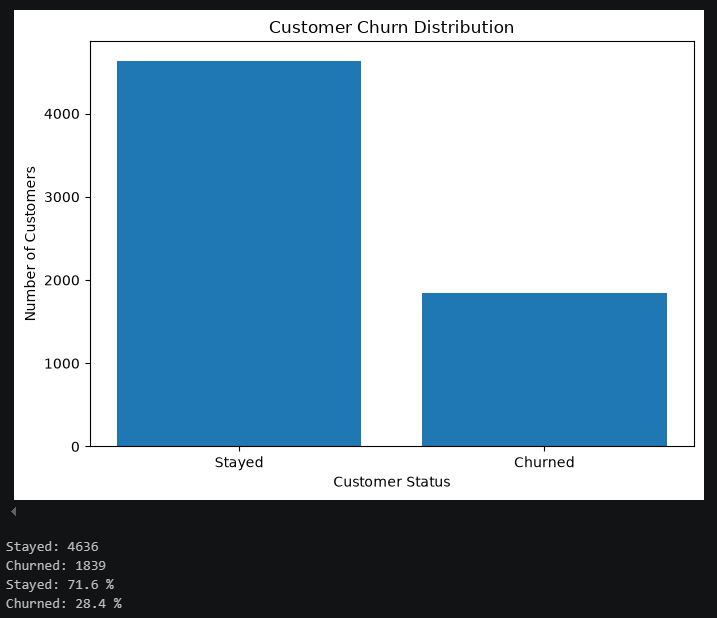 Customer Churn Distribution
Number of Customers
4000
3000
2000
1000
0
Stayed Churned
Customer Status
Stayed: 4636
Churned: 1839
Stayed: 71.6 %
Churned: 28.4 %